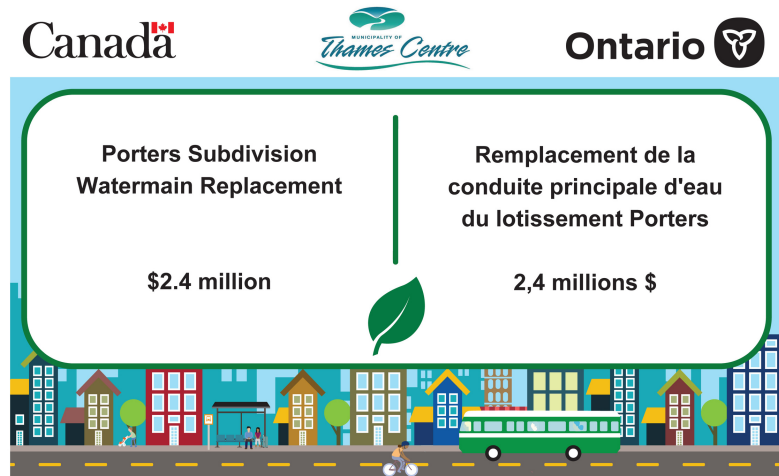 Canada
MUNICIPALITY OF
Thames Centre
Ontario
Porters Subdivision
Watermain Replacement
$2.4 million
Remplacement de la
conduite principale d'eau
du lotissement Porters
2,4 millions $